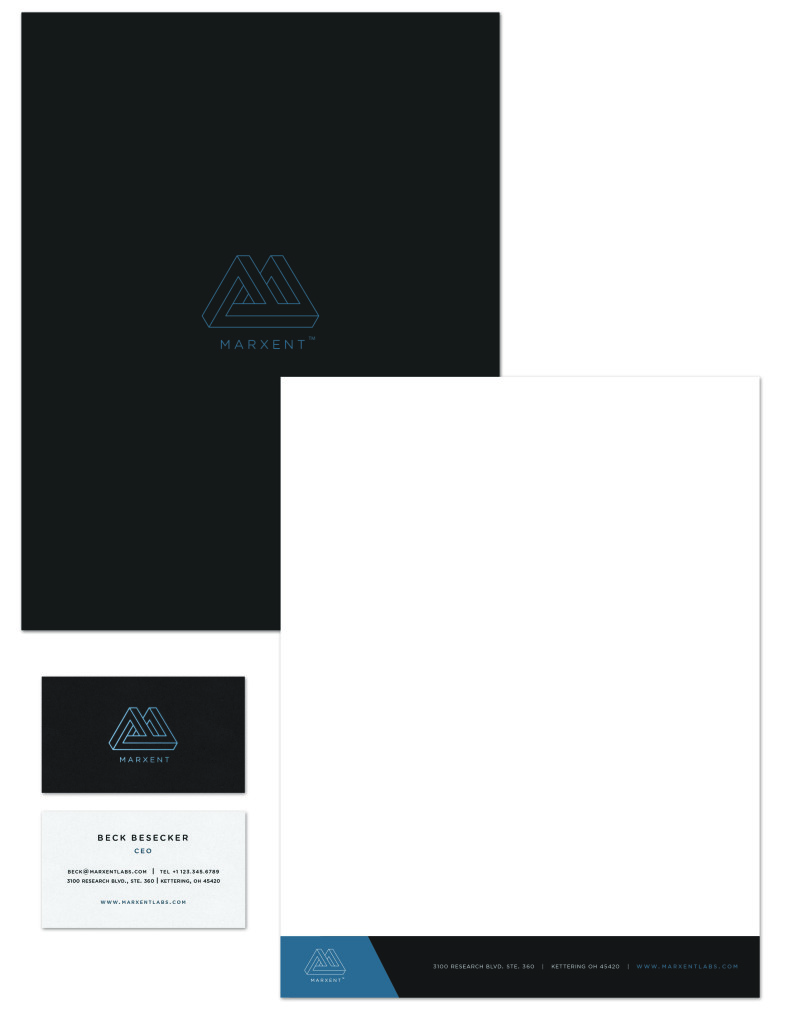 MARXENT™
MARXENT
BECK BESECKER
CEO
BECK@MARXENTLABS.COM | TEL +1 123.345.6789
3100 RESEARCH BLVD., STE. 360 | KETTERING, OH 45420
WWW.MARXENTLABS.COM
MARXENT™
3100 RESEARCH BLVD. STE. 360 | KETTERING OH 45420 | WWW.MARXENTLABS.COM